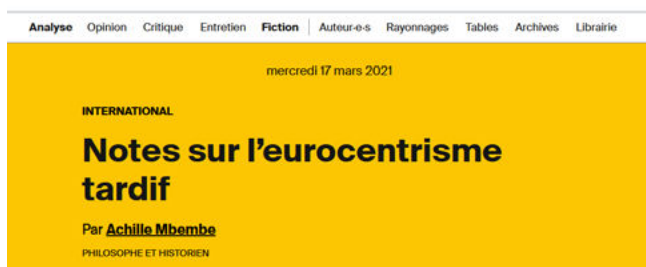 Analyse Opinion Critique Entretien Fiction Auteur·e·s Rayonnages Tables Archives Librairie
mercredi 17 mars 2021
INTERNATIONAL
Notes sur l’eurocentrisme
tardif
Par Achille Mbembe
PHILOSOPHE ET HISTORIEN